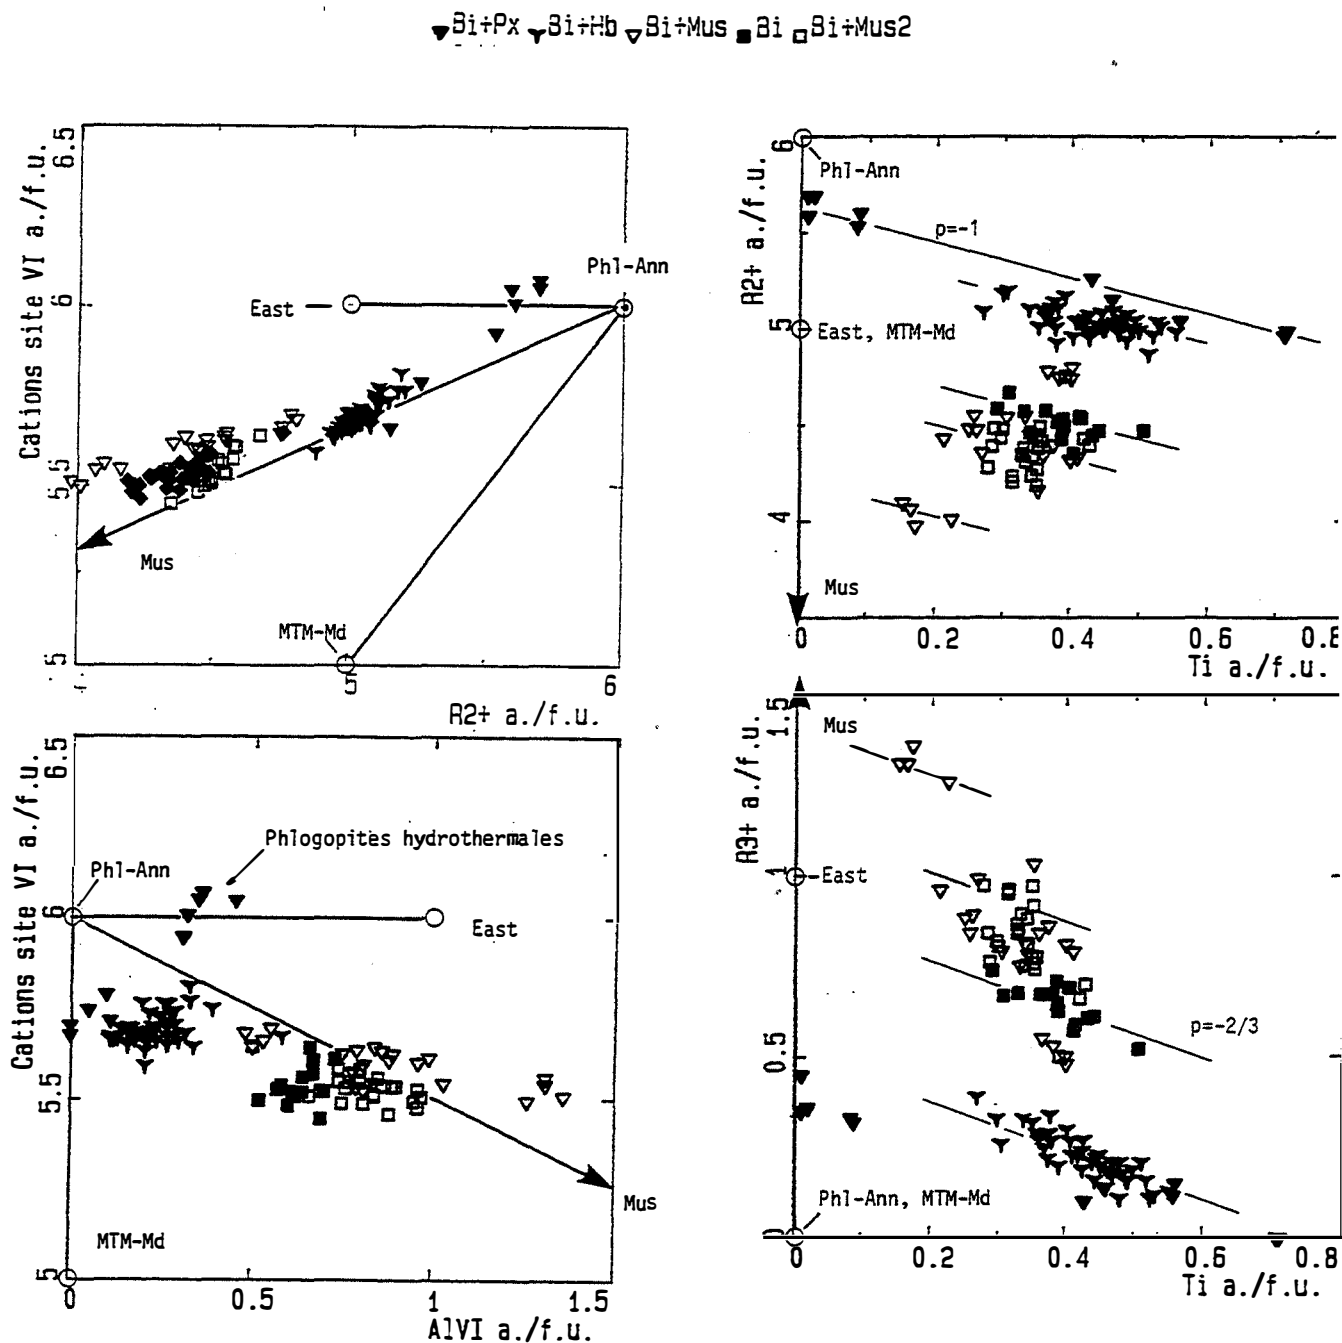 Bi+Px Bi+Hb Bi+Mus Bi Bi+Mus2
Cations site VI a./f.u.
6.5
6
5.5
5
Phl-Ann
East
Mus
MTM-Md
5
6
R2+ a./f.u.
R2+ a./f.u.
6
5
4
Phl-Ann
p=-1
East, MTM-Md
Mus
0
0.2
0.4
0.6
0.8
Ti a./f.u.
Cations site VI a./f.u.
6.5
6
5.5
5
Phlogopites hydrothermales
Phl-Ann
East
Mus
MTM-Md
0
0.5
1
1.5
AlVI a./f.u.
R3+ a./f.u.
1.5
1
0.5
0
Mus
East
p=-2/3
Phl-Ann, MTM-Md
0
0.2
0.4
0.6
0.8
Ti a./f.u.